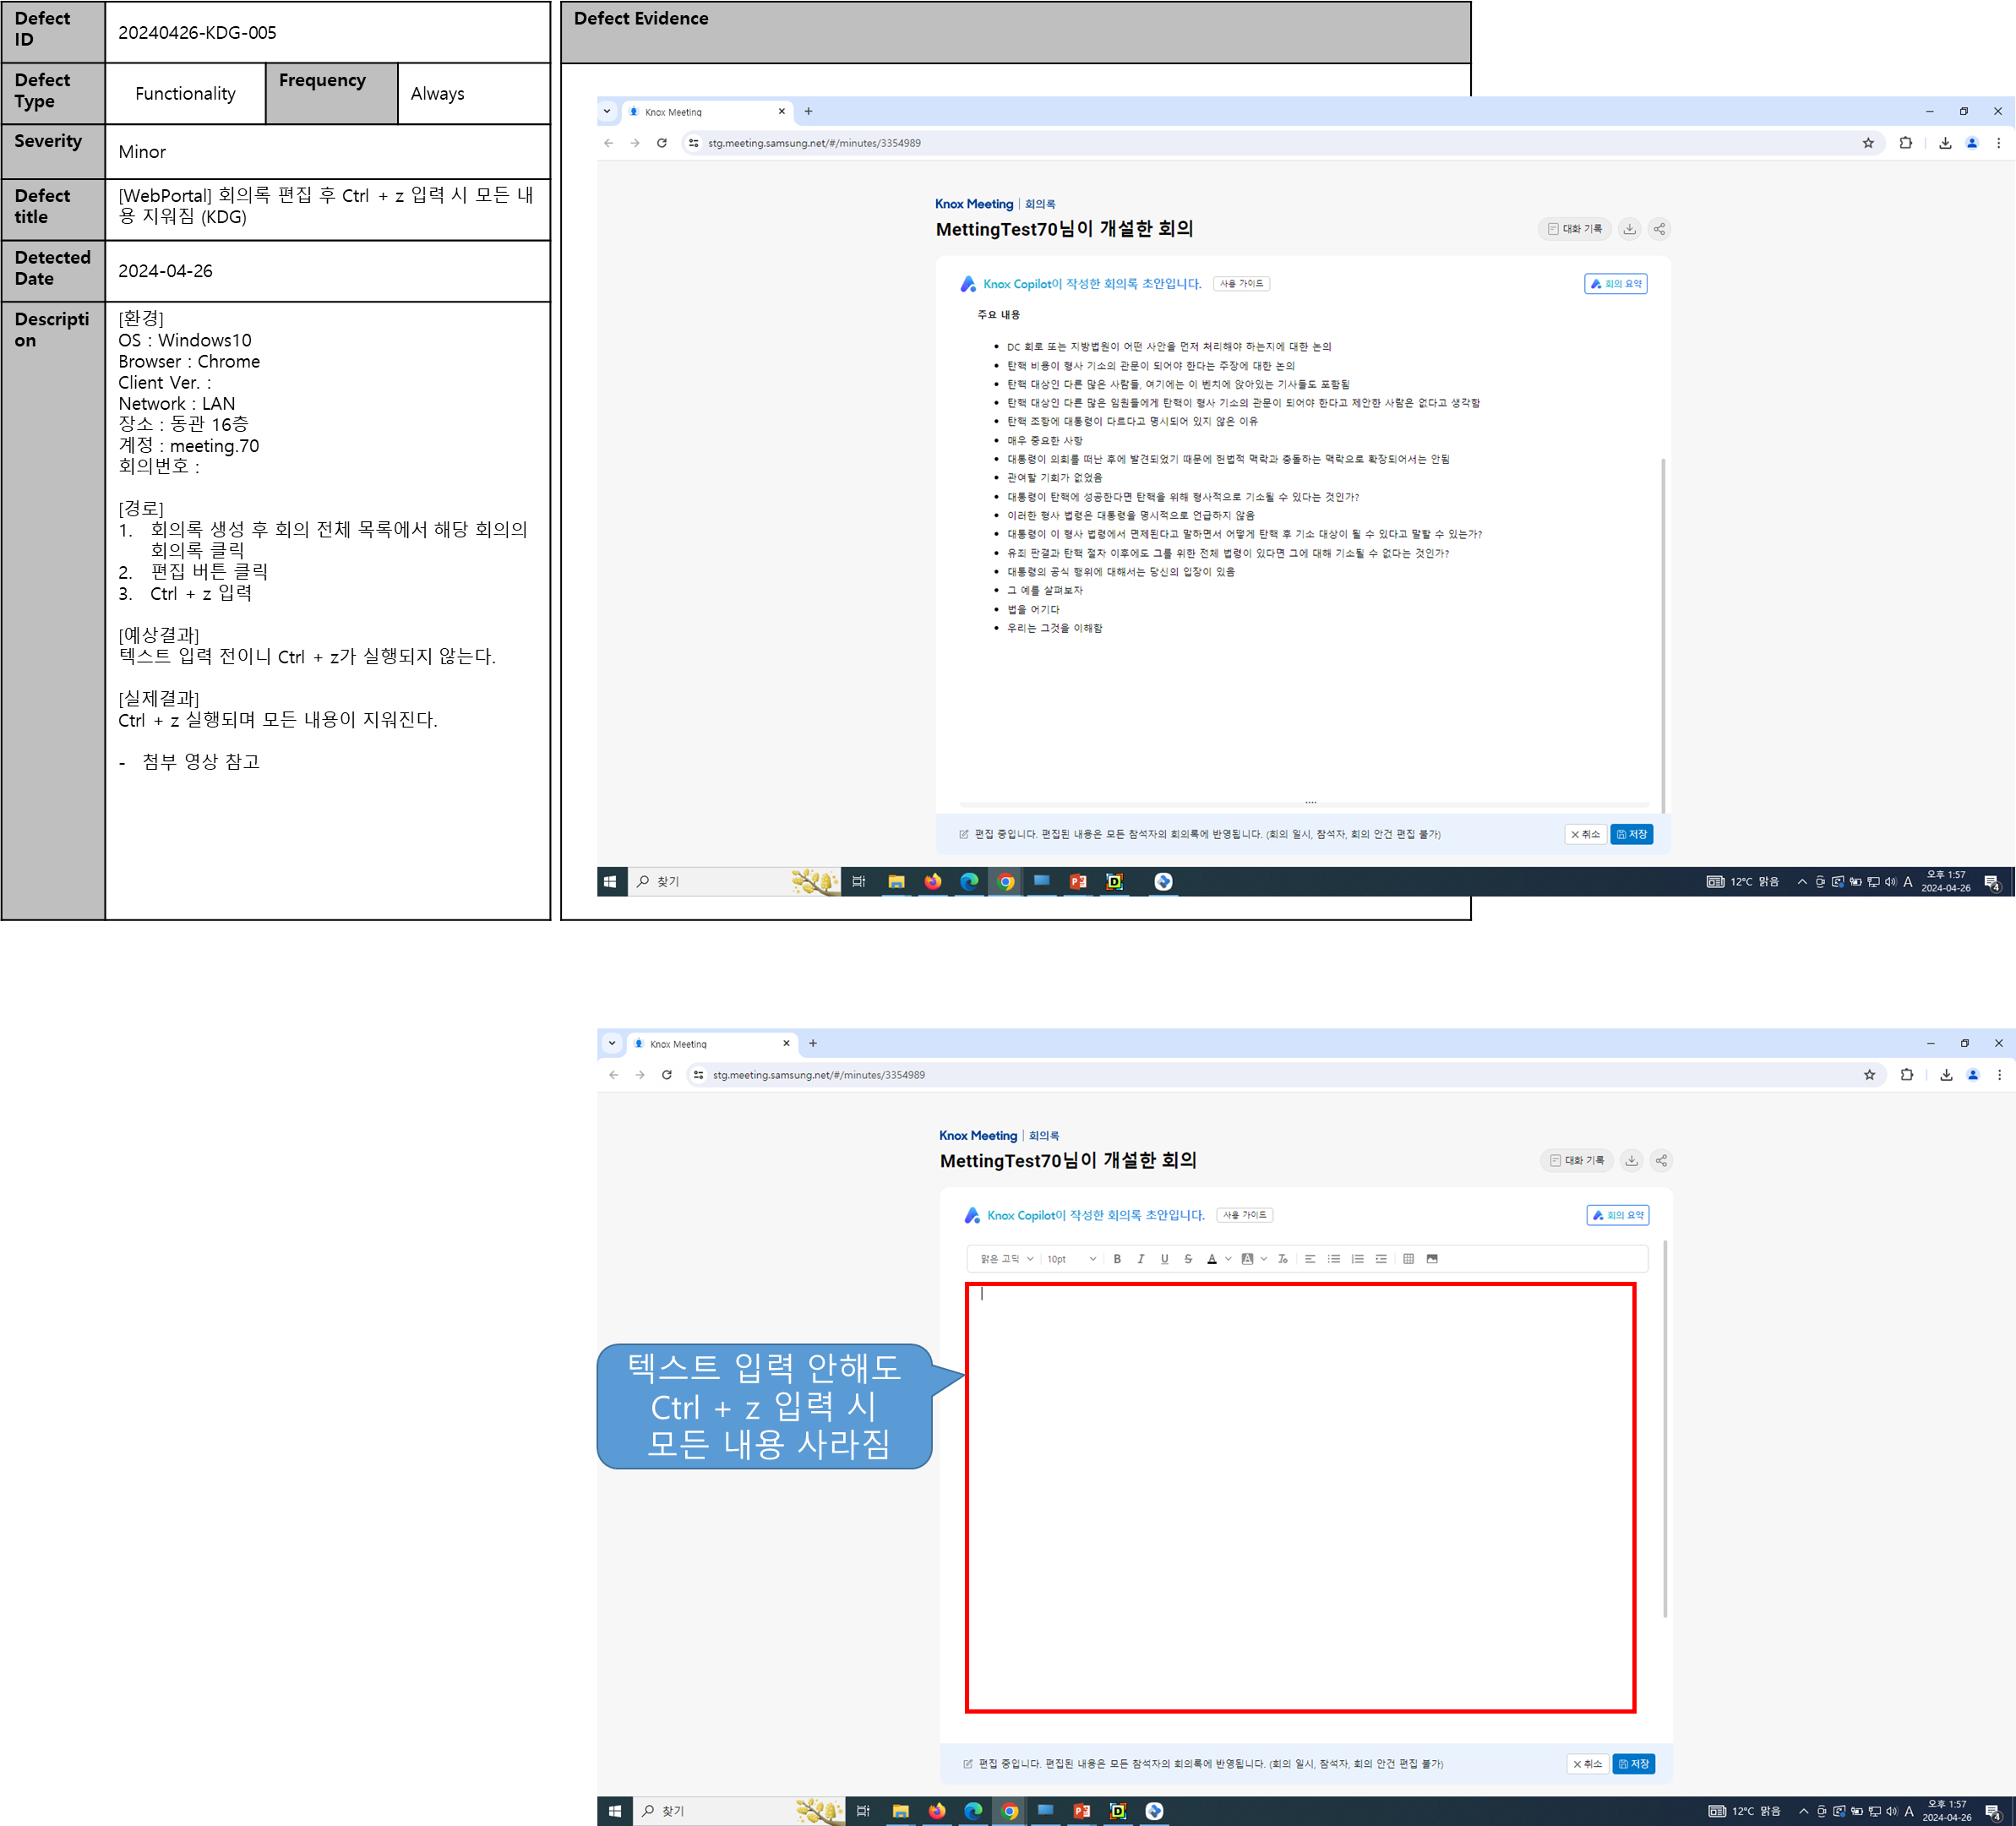 Defect
ID
20240426-KDG-005
Defect
Type
Functionality
Frequency
Always
Severity
Minor
Defect
title
[WebPortal] 회의록 편집 후 Ctrl + z 입력 시 모든 내
용 지워짐 (KDG)
Detected
Date
2024-04-26
Descripti
on
[환경]
OS : Windows10
Browser : Chrome
Client Ver. :
Network : LAN
장소 : 동관 16층
계정 : meeting.70
회의번호 :
[경로]
1. 회의록 생성 후 회의 전체 목록에서 해당 회의의
회의록 클릭
2. 편집 버튼 클릭
3. Ctrl + z 입력
[예상결과]
텍스트 입력 전이니 Ctrl + z가 실행되지 않는다.
[실제결과]
Ctrl + z 실행되며 모든 내용이 지워진다.
- 첨부 영상 참고
Defect Evidence
Knox Meeting
stg.meeting.samsung.net/#/minutes/3354989
Knox Meeting | 회의록
MettingTest70님이 개설한 회의
대화 기록
Knox Copilot이 작성한 회의록 초안입니다. 사용 가이드
회의 요약
주요 내용
• DC 회로 또는 지방법원이 어떤 사안을 먼저 처리해야 하는지에 대한 논의
• 탄핵 비용이 형사 기소의 관문이 되어야 한다는 주장에 대한 논의
• 탄핵 대상인 다른 많은 사람들, 여기에는 이 벤치에 앉아있는 기사들도 포함됨
• 탄핵 대상인 다른 많은 임원들에게 탄핵이 형사 기소의 관문이 되어야 한다고 제안한 사람은 없다고 생각함
• 탄핵 조항에 대통령이 다르다고 명시되어 있지 않은 이유
• 매우 중요한 사항
• 대통령이 의회를 떠난 후에 발견되었기 때문에 헌법적 맥락과 충돌하는 맥락으로 확장되어서는 안됨
• 관여할 기회가 없었음
• 대통령이 탄핵에 성공한다면 탄핵을 위해 형사적으로 기소될 수 있다는 것인가?
• 이러한 형사 법령은 대통령을 명시적으로 언급하지 않음
• 대통령이 이 형사 법령에서 면제된다고 말하면서 어떻게 탄핵 후 기소 대상이 될 수 있다고 말할 수 있는가?
• 유죄 판결과 탄핵 절차 이후에도 그를 위한 전체 법령이 있다면 그에 대해 기소될 수 없다는 것인가?
• 대통령의 공식 행위에 대해서는 당신의 입장이 있음
• 그 예를 살펴보자
• 법을 어기다
• 우리는 그것을 이해함
편집 중입니다. 편집된 내용은 모든 참석자의 회의록에 반영됩니다. (회의 일시, 참석자, 회의 안건 편집 불가)
취소
저장
찾기
12°C 맑음
A
오후 1:57
2024-04-26
4
Knox Meeting
stg.meeting.samsung.net/#/minutes/3354989
Knox Meeting | 회의록
MettingTest70님이 개설한 회의
대화 기록
Knox Copilot이 작성한 회의록 초안입니다. 사용 가이드
회의 요약
맑은 고딕 10pt B I U S A A
텍스트 입력 안해도
Ctrl + z 입력 시
모든 내용 사라짐
편집 중입니다. 편집된 내용은 모든 참석자의 회의록에 반영됩니다. (회의 일시, 참석자, 회의 안건 편집 불가)
취소
저장
찾기
12°C 맑음
A
오후 1:57
2024-04-26
4